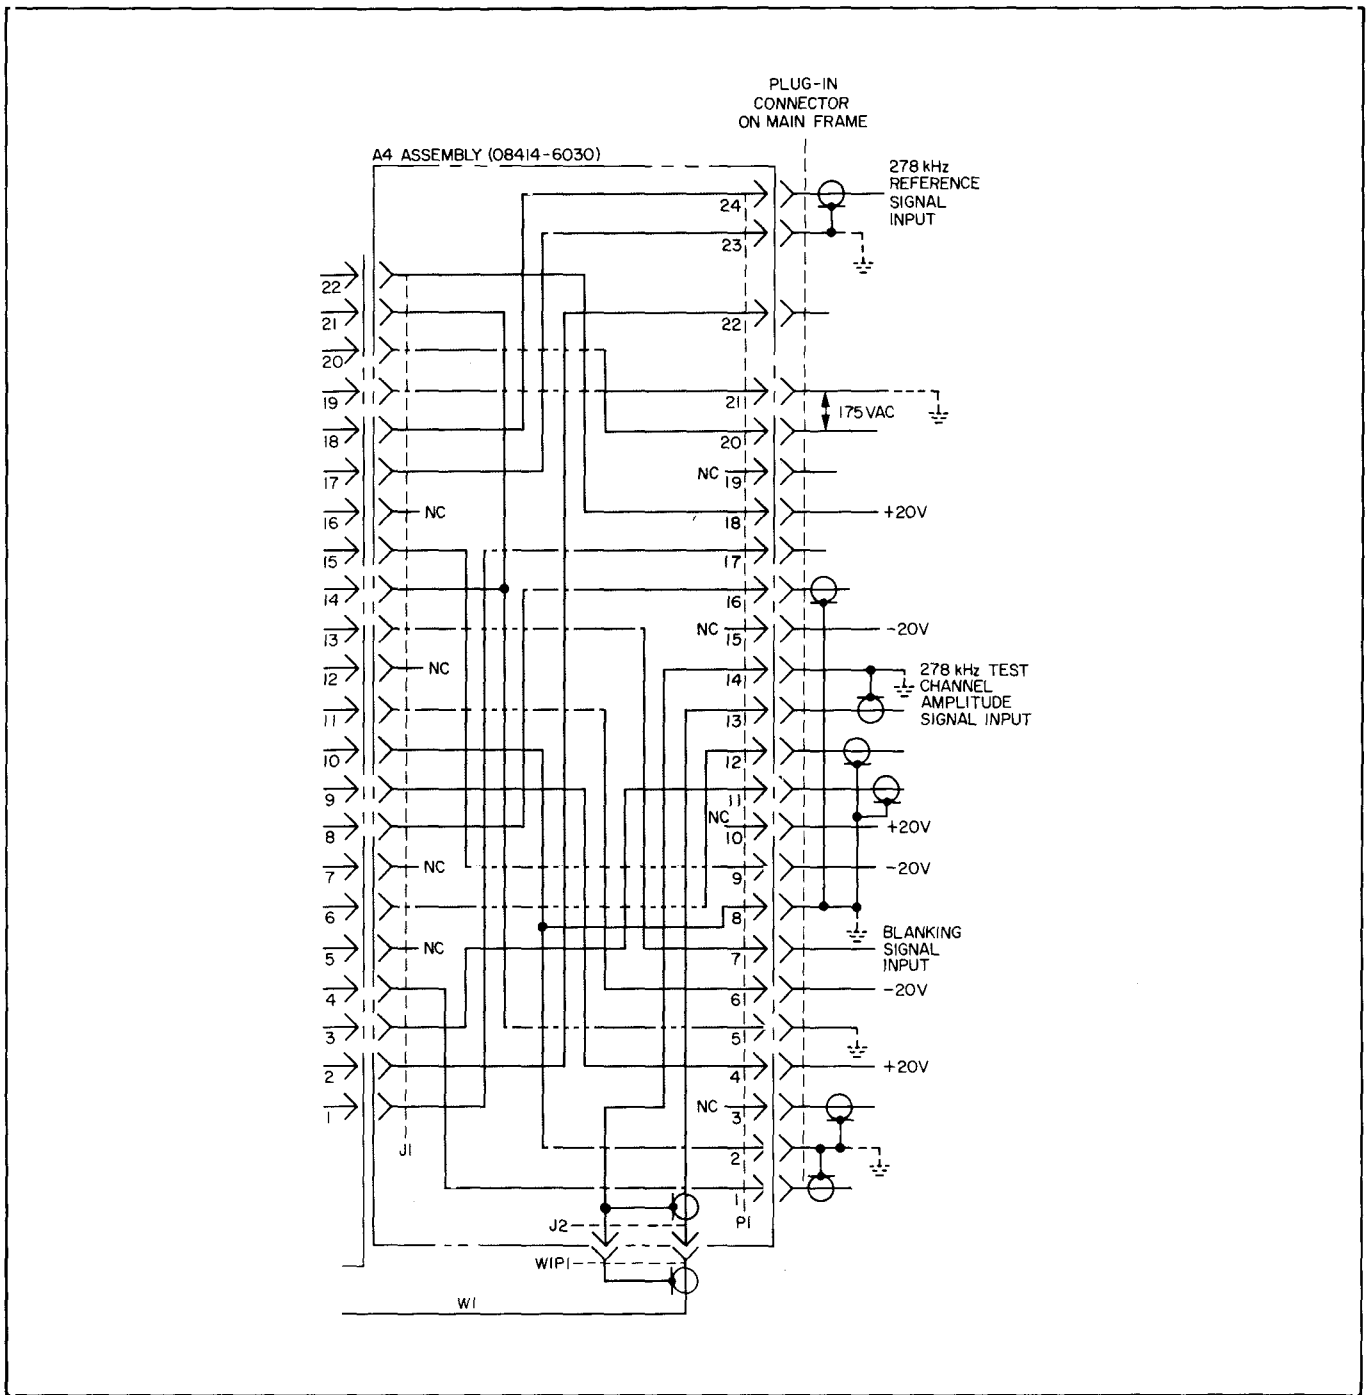 PLUG-IN
CONNECTOR
ON MAIN FRAME
A4 ASSEMBLY (08414-6030)
278 kHz
REFERENCE
SIGNAL
INPUT
24
23
22
22
21
20
19
21
175 VAC
18
20
17
NC 19
16
NC
18
+20V
15
17
14
16
13
NC 15
-20V
12
NC
14
278 kHz TEST
CHANNEL
AMPLITUDE
SIGNAL INPUT
11
13
10
12
9
11
8
NC 10
+20V
7
NC
9
-20V
6
8
5
NC
7
BLANKING
SIGNAL
INPUT
4
6
-20V
3
5
2
4
+20V
1
NC 3
J1
2
1
P1
J2
W1P1
W1